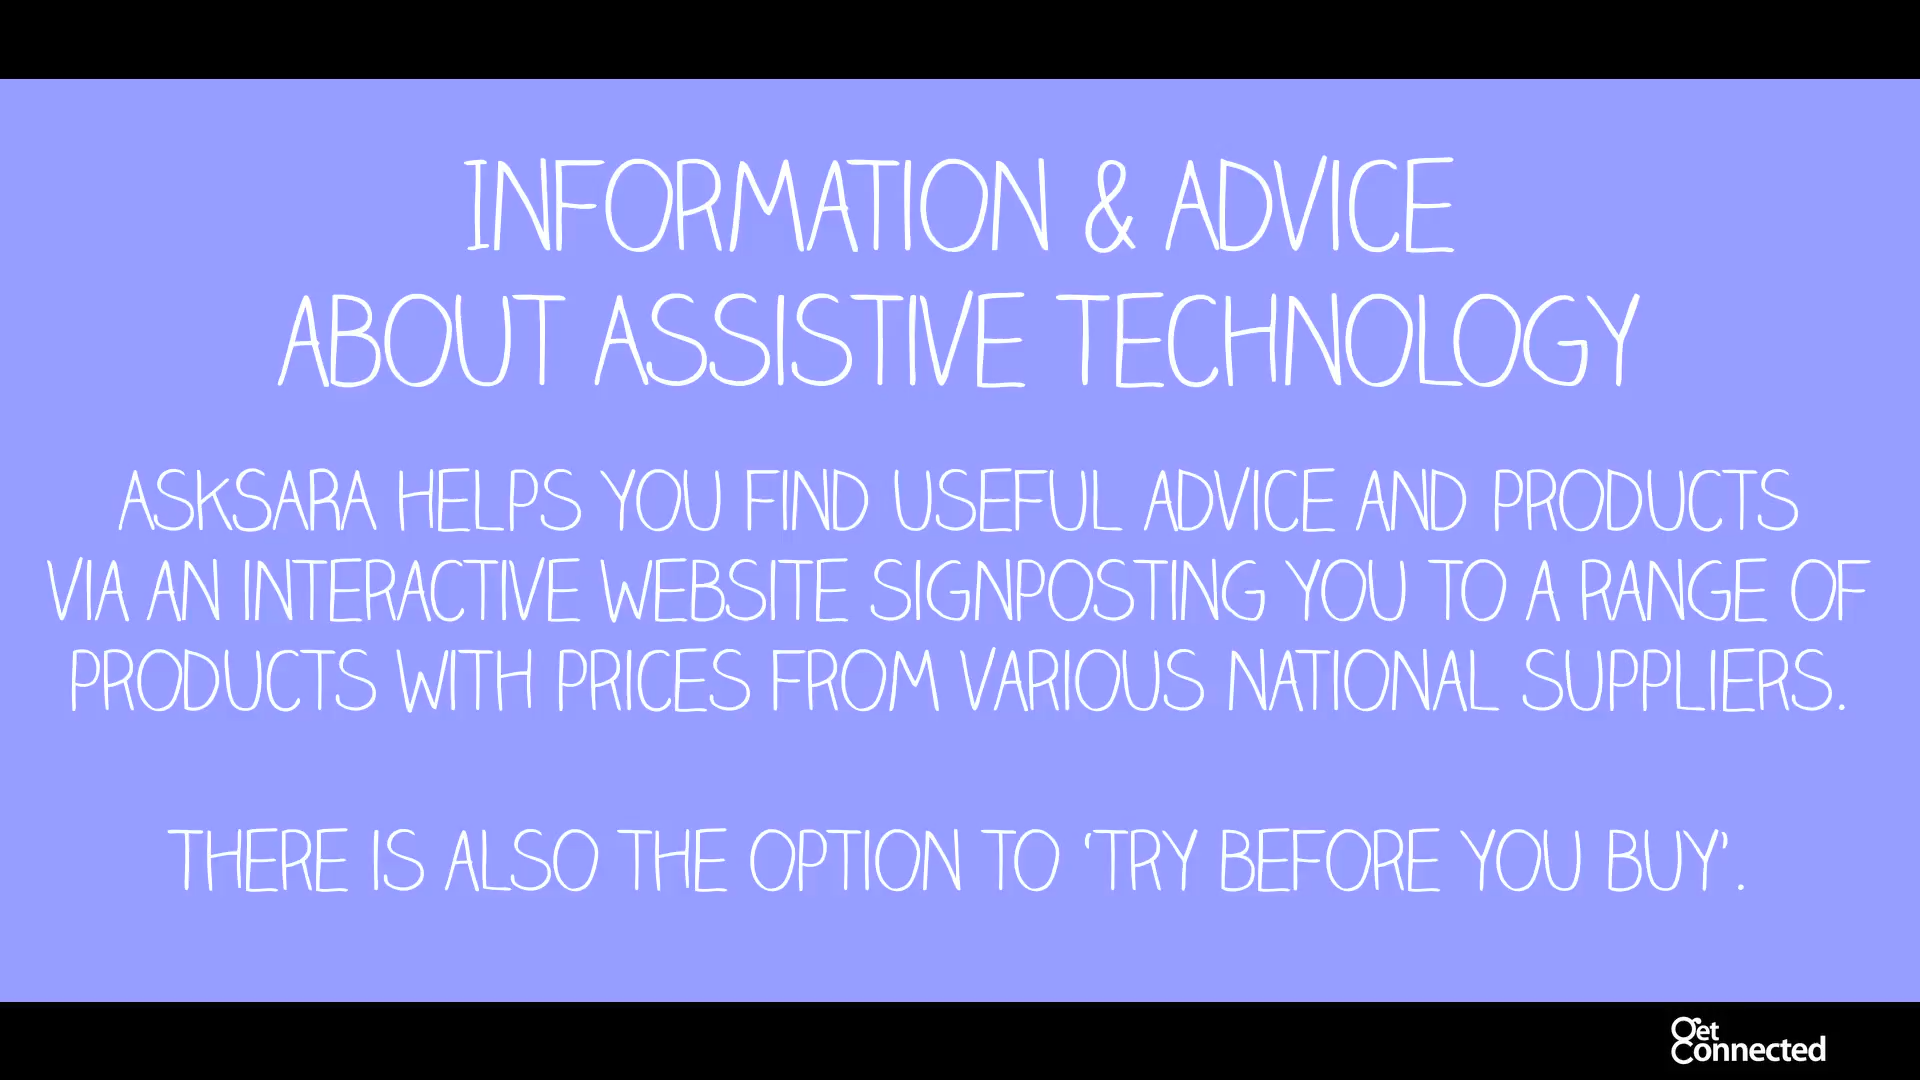 INFORMATION & ADVICE
ABOUT ASSISTIVE TECHNOLOGY
ASKSARA HELPS YOU FIND USEFUL ADVICE AND PRODUCTS
VIA AN INTERACTIVE WEBSITE SIGNPOSTING YOU TO A RANGE OF
PRODUCTS WITH PRICES FROM VARIOUS NATIONAL SUPPLIERS.
THERE IS ALSO THE OPTION TO ‘TRY BEFORE YOU BUY’.
Get
Connected